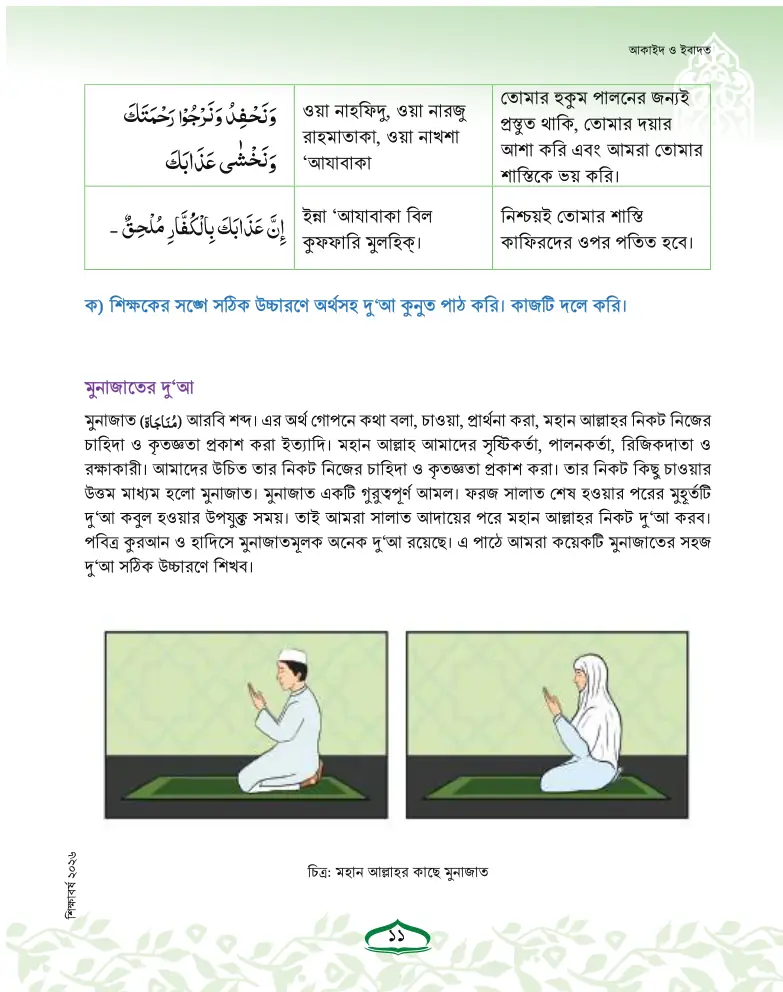 আকাইদ ও ইবাদত
وَنَحْفِدُ وَنَرْجُوْا رَحْمَتَكَ
وَنَخْشٰى عَذَابَكَ
ওয়া নাহফিদু, ওয়া নারজু
রাহমাতাকা, ওয়া নাখশা
‘আযাবাকা
তোমার হুকুম পালনের জন্যই
প্রস্তুত থাকি, তোমার দয়ার
আশা করি এবং আমরা তোমার
শাস্তিকে ভয় করি।
إِنَّ عَذَابَكَ بِالْكُفَّارِ مُلْحِقٌ -
ইন্না ‘আযাবাকা বিল
কুফফারি মুলহিক্।
নিশ্চয়ই তোমার শাস্তি
কাফিরদের ওপর পতিত হবে।
ক) শিক্ষকের সঙ্গে সঠিক উচ্চারণে অর্থসহ দু‘আ কুনুত পাঠ করি। কাজটি দলে করি।
মুনাজাতের দু‘আ
মুনাজাত (مُنَاجَاة) আরবি শব্দ। এর অর্থ গোপনে কথা বলা, চাওয়া, প্রার্থনা করা, মহান আল্লাহর নিকট নিজের
চাহিদা ও কৃতজ্ঞতা প্রকাশ করা ইত্যাদি। মহান আল্লাহ আমাদের সৃষ্টিকর্তা, পালনকর্তা, রিজিকদাতা ও
রক্ষাকারী। আমাদের উচিত তার নিকট নিজের চাহিদা ও কৃতজ্ঞতা প্রকাশ করা। তার নিকট কিছু চাওয়ার
উত্তম মাধ্যম হলো মুনাজাত। মুনাজাত একটি গুরুত্বপূর্ণ আমল। ফরজ সালাত শেষ হওয়ার পরের মুহূর্তটি
দু‘আ কবুল হওয়ার উপযুক্ত সময়। তাই আমরা সালাত আদায়ের পরে মহান আল্লাহর নিকট দু‘আ করব।
পবিত্র কুরআন ও হাদিসে মুনাজাতমূলক অনেক দু‘আ রয়েছে। এ পাঠে আমরা কয়েকটি মুনাজাতের সহজ
দু‘আ সঠিক উচ্চারণে শিখব।
চিত্র: মহান আল্লাহর কাছে মুনাজাত
শিক্ষাবর্ষ ২০২৬
১১